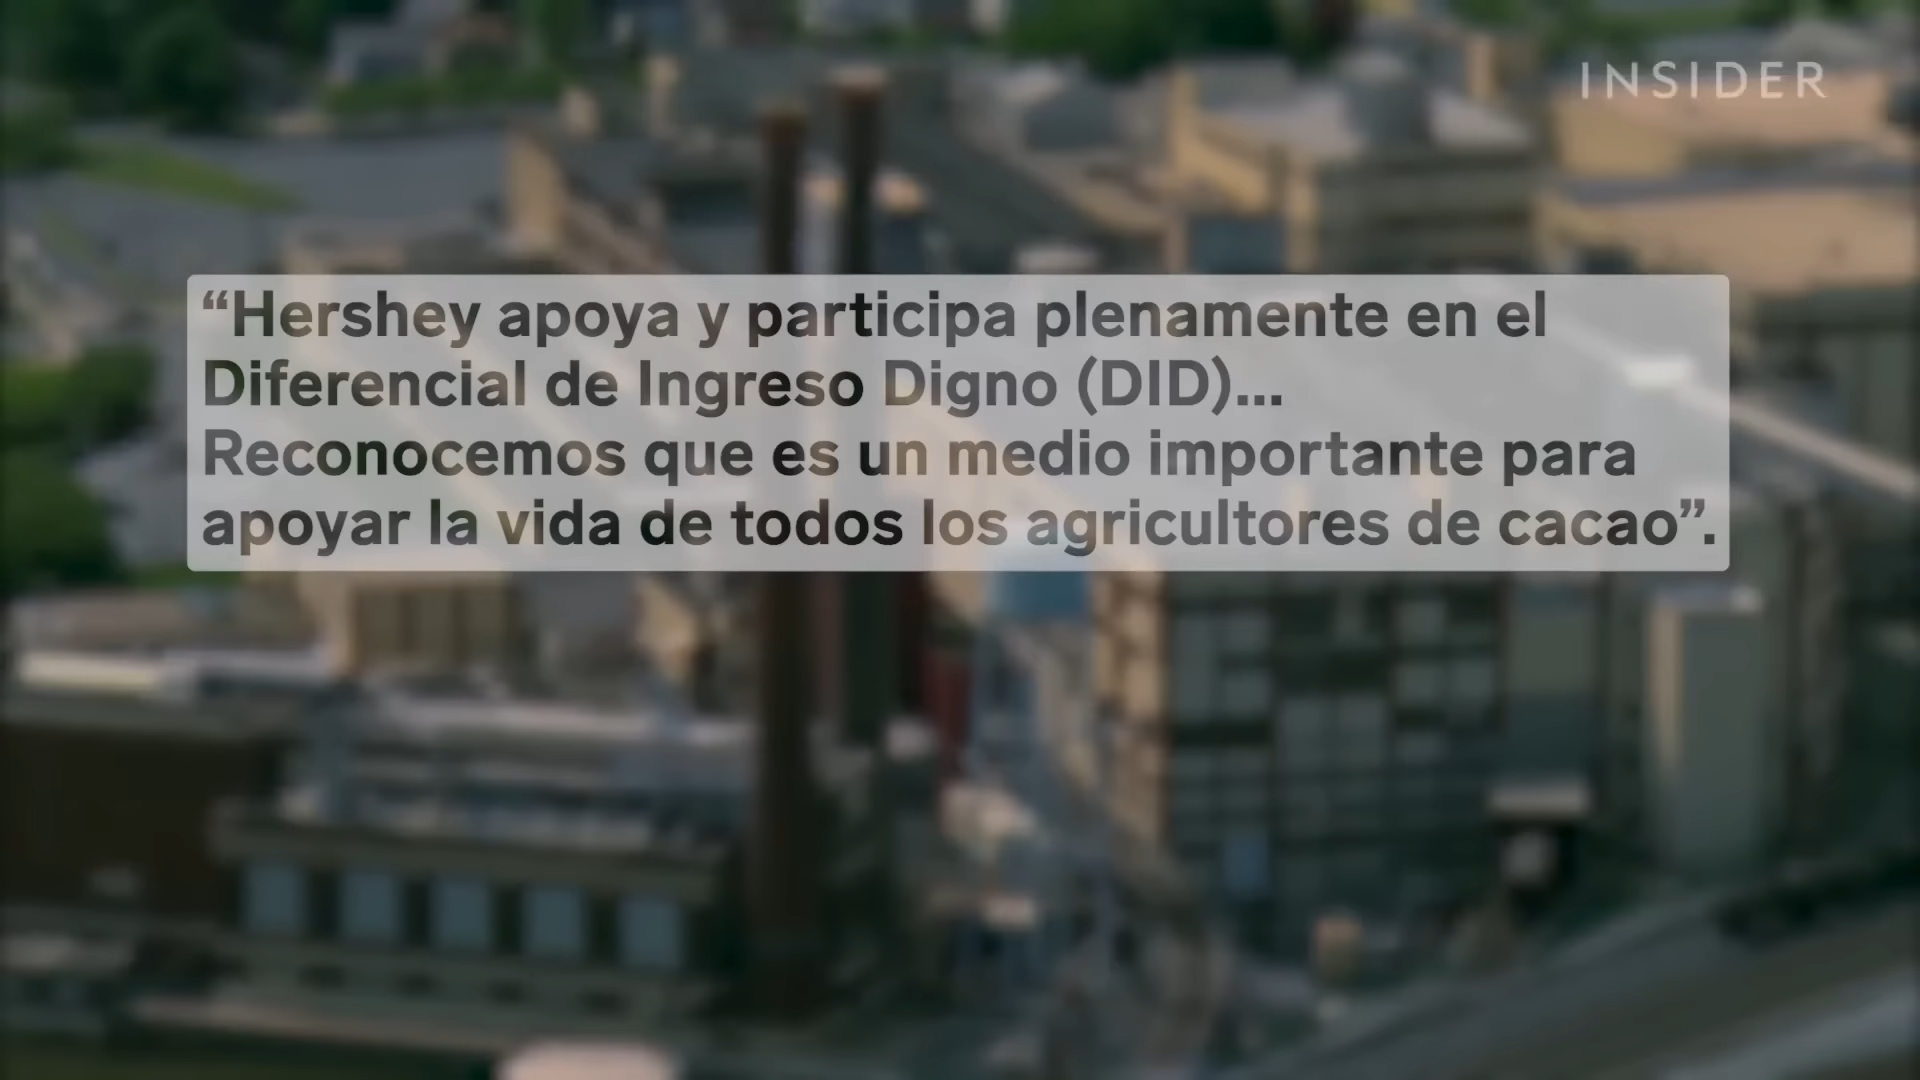 INSIDER
“Hershey apoya y participa plenamente en el
Diferencial de Ingreso Digno (DID)...
Reconocemos que es un medio importante para
apoyar la vida de todos los agricultores de cacao”.